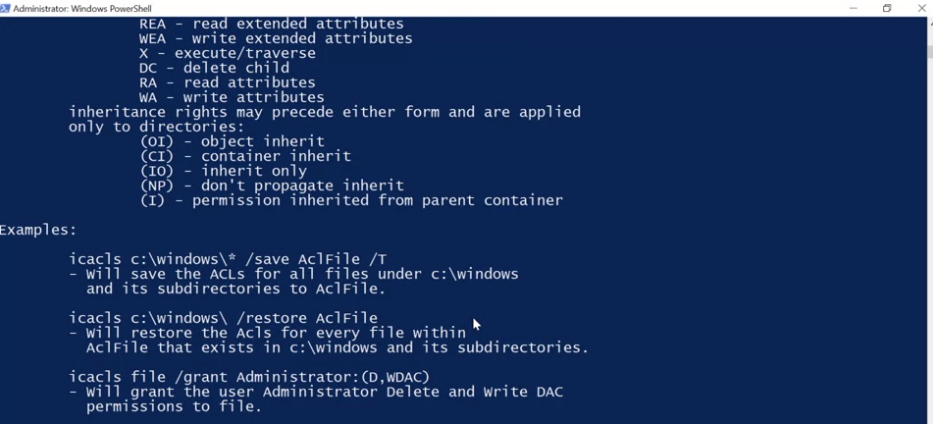 Administrator: Windows PowerShell
REA - read extended attributes
WEA - write extended attributes
X - execute/traverse
DC - delete child
RA - read attributes
WA - write attributes
inheritance rights may precede either form and are applied
only to directories:
(OI) - object inherit
(CI) - container inherit
(IO) - inherit only
(NP) - don't propagate inherit
(I) - permission inherited from parent container
Examples:
icacls c:\windows\* /save AclFile /T
- Will save the ACLs for all files under c:\windows
and its subdirectories to AclFile.
icacls c:\windows\ /restore AclFile
- Will restore the Acls for every file within
AclFile that exists in c:\windows and its subdirectories.
icacls file /grant Administrator:(D,WDAC)
- Will grant the user Administrator Delete and Write DAC
permissions to file.